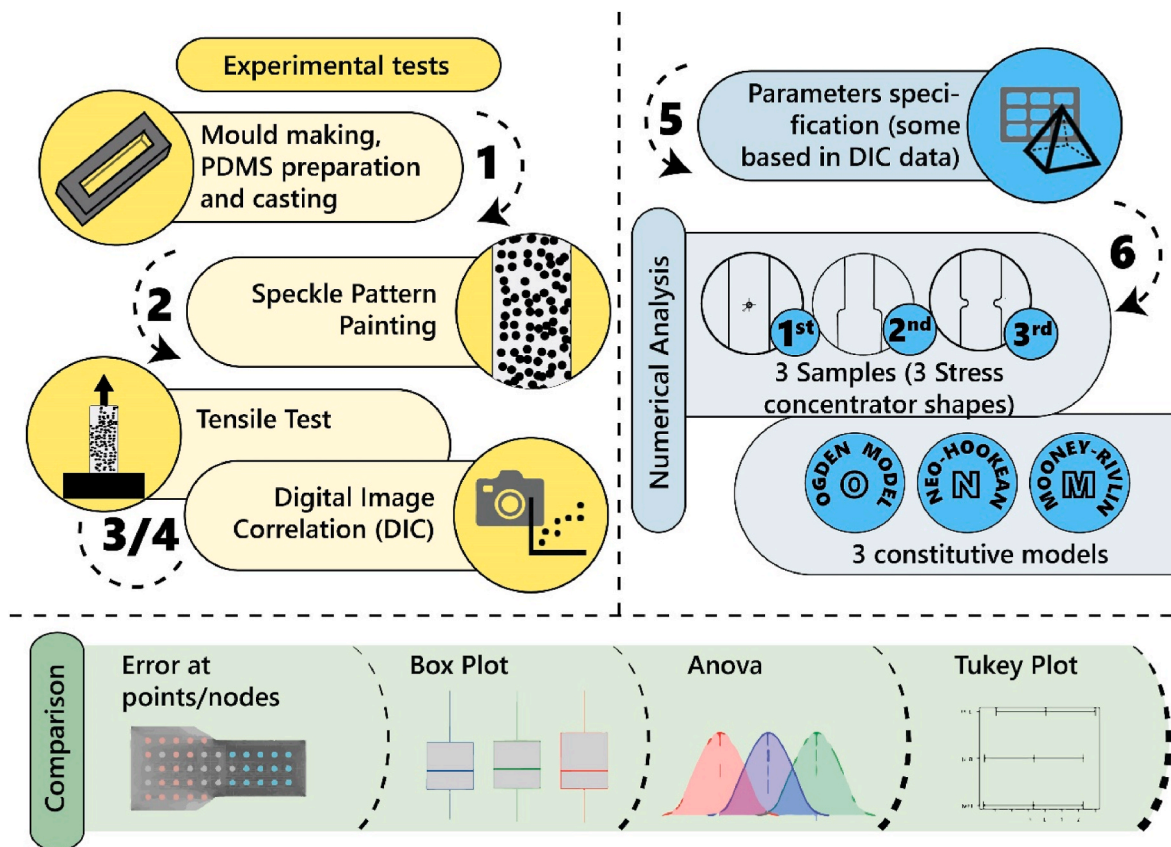 Experimental tests
Mould making,
PDMS preparation
and casting
1
2
Speckle Pattern
Painting
Tensile Test
3/4
Digital Image
Correlation (DIC)
5
Parameters speci-
fication (some
based in DIC data)
6
Numerical Analysis
1st
2nd
3rd
3 Samples (3 Stress
concentrator shapes)
OGDEN MODEL
O
NEO-HOOKEAN
N
MOONEY-RIVLIN
M
3 constitutive models
Comparison
Error at
points/nodes
Box Plot
Anova
Tukey Plot